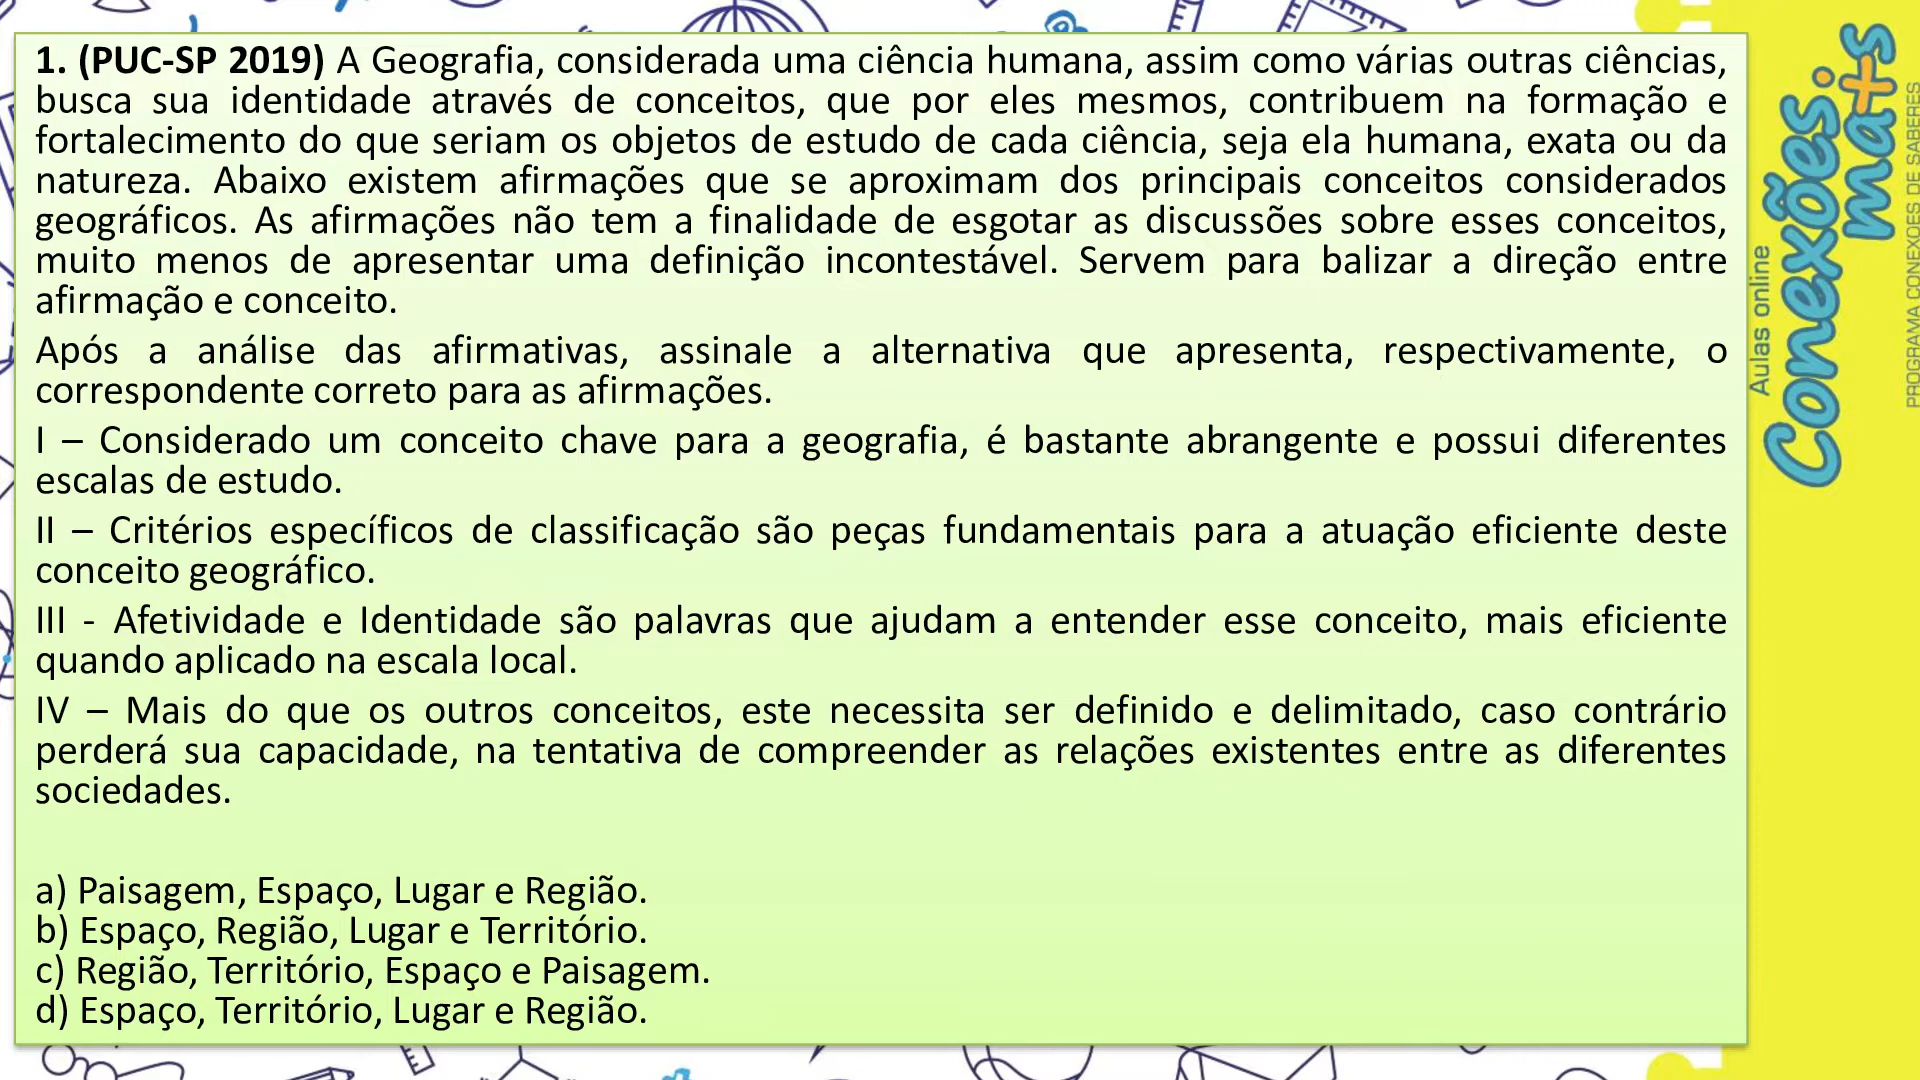 1. (PUC-SP 2019) A Geografia, considerada uma ciência humana, assim como várias outras ciências,
busca sua identidade através de conceitos, que por eles mesmos, contribuem na formação e
fortalecimento do que seriam os objetos de estudo de cada ciência, seja ela humana, exata ou da
natureza. Abaixo existem afirmações que se aproximam dos principais conceitos considerados
geográficos. As afirmações não tem a finalidade de esgotar as discussões sobre esses conceitos,
muito menos de apresentar uma definição incontestável. Servem para balizar a direção entre
afirmação e conceito.
Após a análise das afirmativas, assinale a alternativa que apresenta, respectivamente, o
correspondente correto para as afirmações.
I – Considerado um conceito chave para a geografia, é bastante abrangente e possui diferentes
escalas de estudo.
II – Critérios específicos de classificação são peças fundamentais para a atuação eficiente deste
conceito geográfico.
III - Afetividade e Identidade são palavras que ajudam a entender esse conceito, mais eficiente
quando aplicado na escala local.
IV – Mais do que os outros conceitos, este necessita ser definido e delimitado, caso contrário
perderá sua capacidade, na tentativa de compreender as relações existentes entre as diferentes
sociedades.
a) Paisagem, Espaço, Lugar e Região.
b) Espaço, Região, Lugar e Território.
c) Região, Território, Espaço e Paisagem.
d) Espaço, Território, Lugar e Região.
Aulas online
Conexões
ma+s
PROGRAMA CONEXÕES DE SABERES